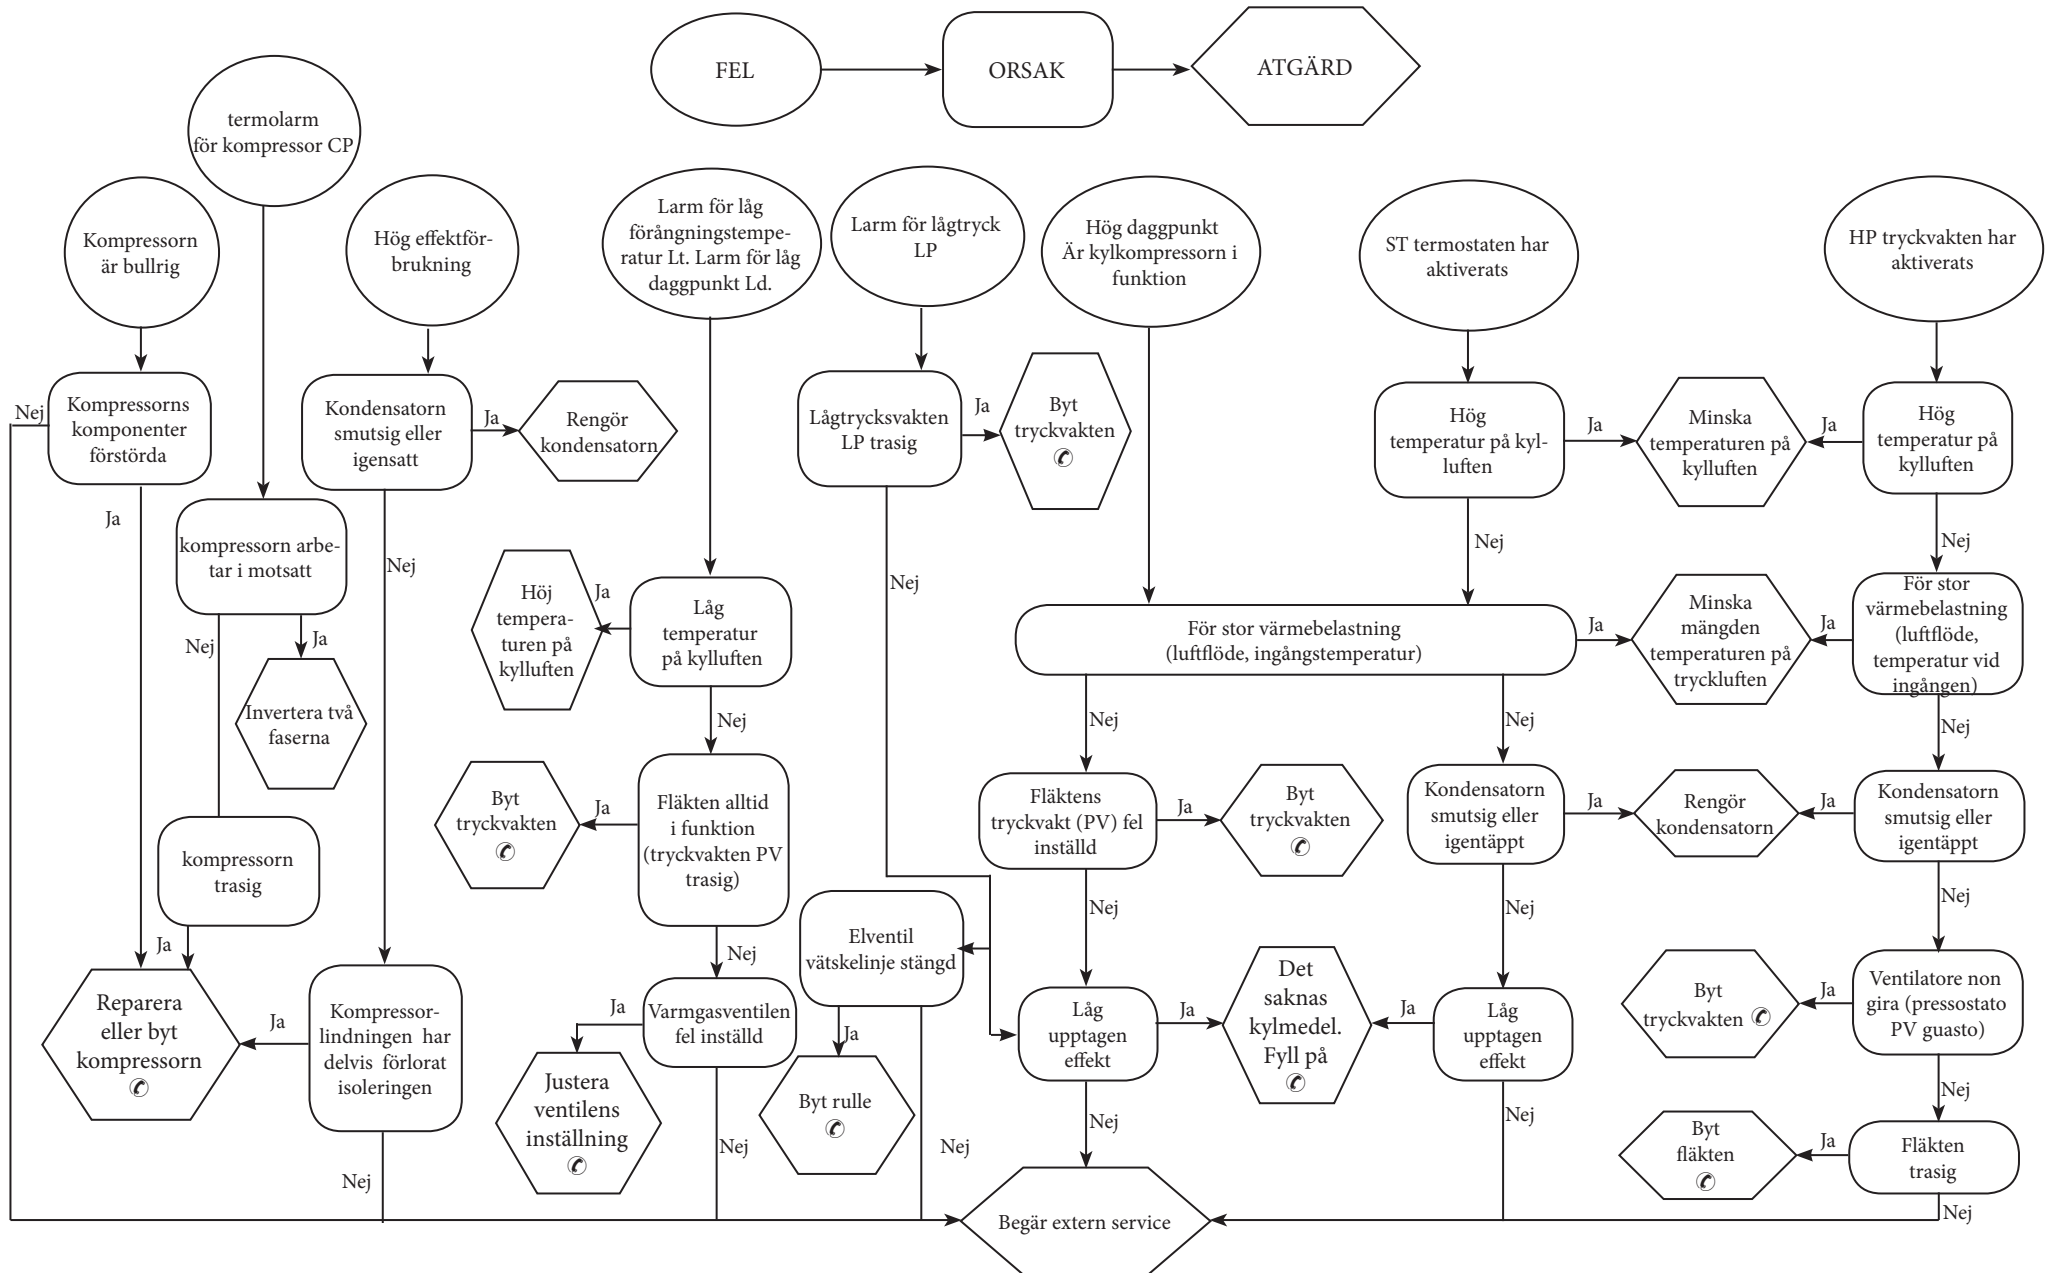 FEL
ORSAK
ATGÄRD
termolarm
för kompressor CP
Kompressorn
är bullrig
Hög effektför-
brukning
Larm för låg
förångningstempe-
ratur Lt. Larm för låg
daggpunkt Ld.
Larm för lågtryck
LP
Hög daggpunkt
Är kylkompressorn i
funktion
ST termostaten har
aktiverats
HP tryckvakten har
aktiverats
Nej
Kompressorns
komponenter
förstörda
Kondensatorn
smutsig eller
igensatt
Ja
Rengör
kondensatorn
Lågtrycksvakten
LP trasig
Ja
Byt
tryckvakten
✆
Hög
temperatur på kyl-
luften
Ja
Minska
temperaturen på
kylluften
Ja
Hög
temperatur på
kylluften
Ja
kompressorn arbe-
tar i motsatt
Nej
Nej
Nej
Nej
Höj
tempera-
turen på
kylluften
Ja
Låg
temperatur
på kylluften
Nej
För stor värmebelastning
(luftflöde, ingångstemperatur)
Ja
Minska
mängden
temperaturen på
tryckluften
Ja
För stor
värmebelastning
(luftflöde,
temperatur vid
ingången)
Nej
Ja
Invertera två
faserna
Nej
Nej
Nej
Nej
kompressorn
trasig
Byt
tryckvakten
✆
Ja
Fläkten alltid
i funktion
(tryckvakten PV
trasig)
Fläktens
tryckvakt (PV) fel
inställd
Ja
Byt
tryckvakten
✆
Kondensatorn
smutsig eller
igentäppt
Ja
Rengör
kondensatorn
Ja
Kondensatorn
smutsig eller
igentäppt
Ja
Nej
Elventil
vätskelinje stängd
Nej
Nej
Nej
Reparera
eller byt
kompressorn
✆
Ja
Kompressor-
lindningen har
delvis förlorat
isoleringen
Ja
Varmgasventilen
fel inställd
Ja
Låg
upptagen
effekt
Ja
Det
saknas
kylmedel.
Fyll på
✆
Ja
Låg
upptagen
effekt
Byt
tryckvakten ✆
Ja
Ventilatore non
gira (pressostato
PV guasto)
Justera
ventilens
inställning
✆
Byt rulle
✆
Nej
Nej
Nej
Nej
Nej
Nej
Byt
fläkten
✆
Ja
Fläkten
trasig
Nej
Begär extern service